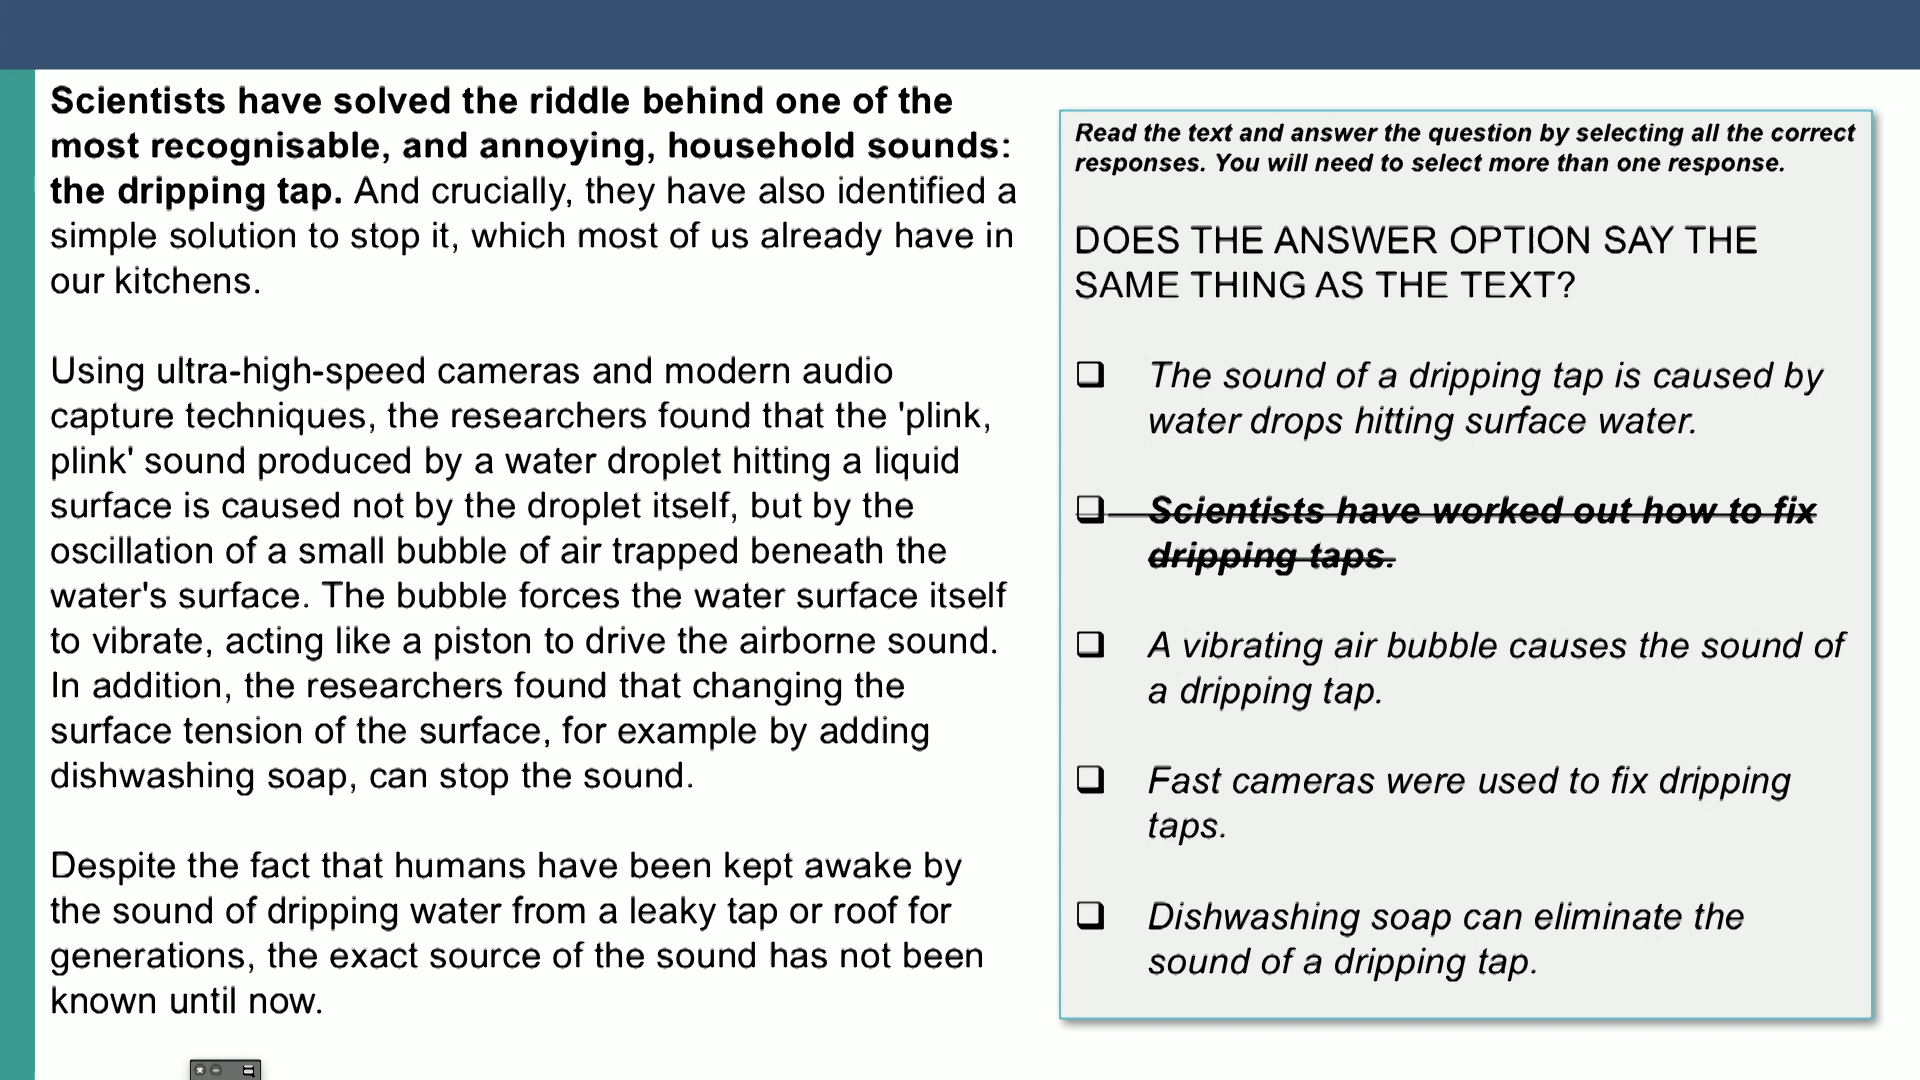 Scientists have solved the riddle behind one of the
most recognisable, and annoying, household sounds:
the dripping tap. And crucially, they have also identified a
simple solution to stop it, which most of us already have in
our kitchens.
Using ultra-high-speed cameras and modern audio
capture techniques, the researchers found that the 'plink,
plink' sound produced by a water droplet hitting a liquid
surface is caused not by the droplet itself, but by the
oscillation of a small bubble of air trapped beneath the
water's surface. The bubble forces the water surface itself
to vibrate, acting like a piston to drive the airborne sound.
In addition, the researchers found that changing the
surface tension of the surface, for example by adding
dishwashing soap, can stop the sound.
Despite the fact that humans have been kept awake by
the sound of dripping water from a leaky tap or roof for
generations, the exact source of the sound has not been
known until now.
Read the text and answer the question by selecting all the correct
responses. You will need to select more than one response.
DOES THE ANSWER OPTION SAY THE
SAME THING AS THE TEXT?
The sound of a dripping tap is caused by
water drops hitting surface water.
Scientists have worked out how to fix
dripping taps.
A vibrating air bubble causes the sound of
a dripping tap.
Fast cameras were used to fix dripping
taps.
Dishwashing soap can eliminate the
sound of a dripping tap.